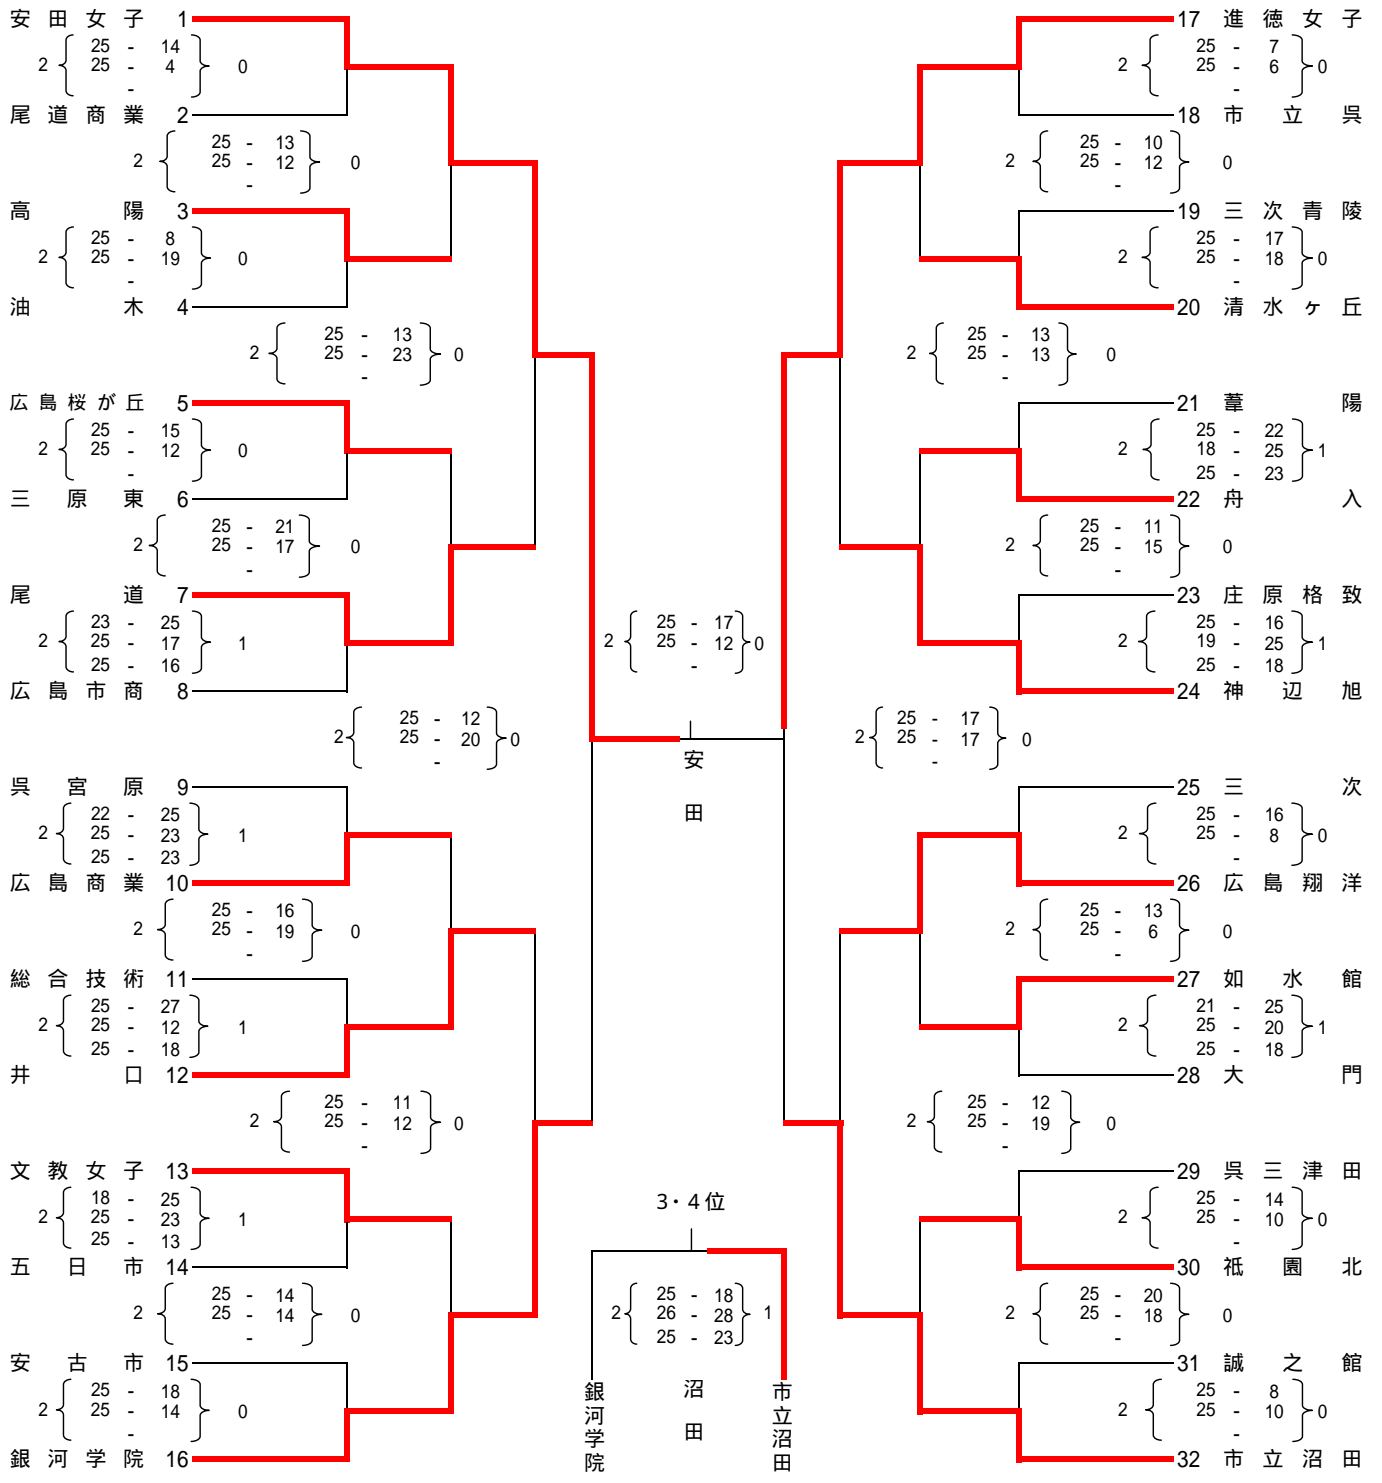 安田女子 1
2 25 - 14 0
25 - 4
-
尾道商業 2
2 25 - 13 0
25 - 12
-
高陽 3
2 25 - 8 0
25 - 19
-
油木 4
2 25 - 13 0
25 - 23
-
広島桜が丘 5
2 25 - 15 0
25 - 12
-
三原東 6
2 25 - 21 0
25 - 17
-
尾道 7
2 23 - 25 1
25 - 17
25 - 16
広島市商 8
2 25 - 12 0
25 - 20
-
呉宮原 9
2 22 - 25 1
25 - 23
25 - 23
広島商業 10
2 25 - 16 0
25 - 19
-
総合技術 11
2 25 - 27 1
25 - 12
25 - 18
井口 12
2 25 - 11 0
25 - 12
-
文教女子 13
2 18 - 25 1
25 - 23
25 - 13
五日市 14
2 25 - 14 0
25 - 14
-
安古市 15
2 25 - 18 0
25 - 14
-
銀河学院 16
2 25 - 17 0
25 - 12
-
安田
3・4位
2 25 - 18 1
26 - 28
25 - 23
銀河学院
沼田
市立沼田
17 進徳女子
2 25 - 7 0
25 - 6
-
18 市立呉
2 25 - 10 0
25 - 12
-
19 三次青陵
2 25 - 17 0
25 - 18
-
20 清水ヶ丘
2 25 - 13 0
25 - 13
-
21 葦陽
2 25 - 22 1
18 - 25
25 - 23
22 舟入
2 25 - 11 0
25 - 15
-
23 庄原格致
2 25 - 16 1
19 - 25
25 - 18
24 神辺旭
2 25 - 17 0
25 - 17
-
25 三次
2 25 - 16 0
25 - 8
-
26 広島翔洋
2 25 - 13 0
25 - 6
-
27 如水館
2 21 - 25 1
25 - 20
25 - 18
28 大門
2 25 - 12 0
25 - 19
-
29 呉三津田
2 25 - 14 0
25 - 10
-
30 祇園北
2 25 - 20 0
25 - 18
-
31 誠之館
2 25 - 8 0
25 - 10
-
32 市立沼田